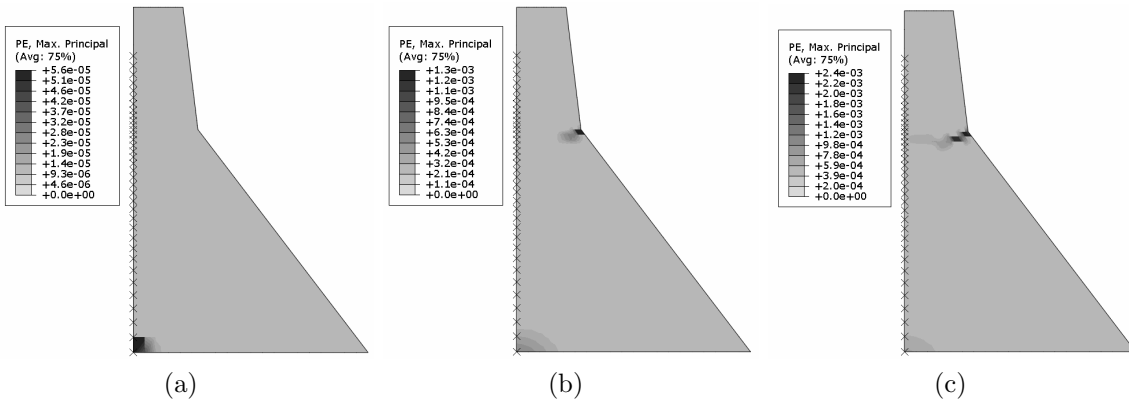 PE, Max. Principal
(Avg: 75%)
+5.6e-05
+5.1e-05
+4.6e-05
+4.2e-05
+3.7e-05
+3.2e-05
+2.8e-05
+2.3e-05
+1.9e-05
+1.4e-05
+9.3e-06
+4.6e-06
+0.0e+00
(a)
PE, Max. Principal
(Avg: 75%)
+1.3e-03
+1.2e-03
+1.1e-03
+9.5e-04
+8.4e-04
+7.4e-04
+6.3e-04
+5.3e-04
+4.2e-04
+3.2e-04
+2.1e-04
+1.1e-04
+0.0e+00
(b)
PE, Max. Principal
(Avg: 75%)
+2.4e-03
+2.2e-03
+2.0e-03
+1.8e-03
+1.6e-03
+1.4e-03
+1.2e-03
+9.8e-04
+7.8e-04
+5.9e-04
+3.9e-04
+2.0e-04
+0.0e+00
(c)